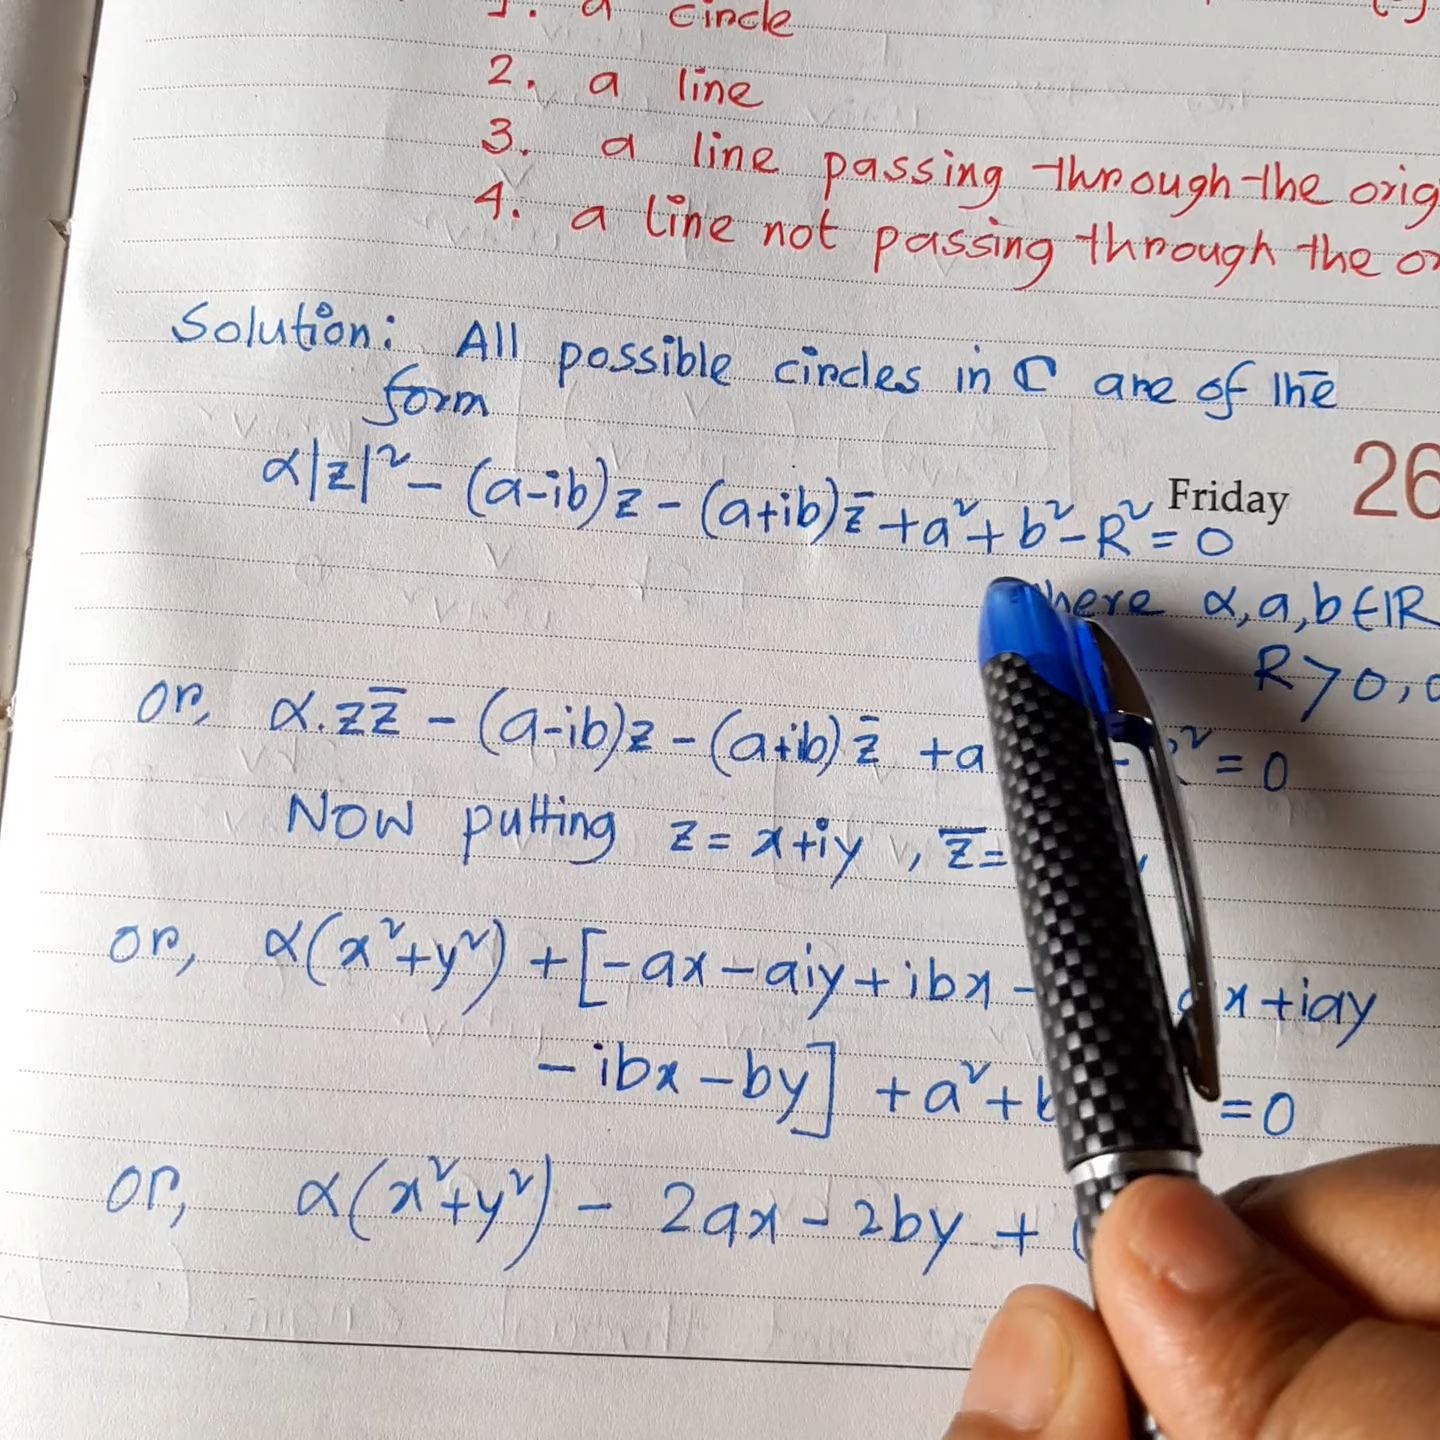 1. a circle
2. a line
3. a line passing through the
4. a line not passing through the
Solution: All possible circles in ℂ are of the
form
α|z|² - (a-ib)z - (a+ib)z̄ + a² + b² - R² = 0
Friday 26
α, a, b ∈ ℝ
R > 0,
or, α.zz̄ - (a-ib)z - (a+ib)z̄ + a ² = 0
Now putting z = x+iy, z̄ =
or, α(x²+y²) + [-ax - aiy + ibx - x + iay
- ibx - by] + a² + = 0
or, α(x²+y²) - 2ax - 2by + (